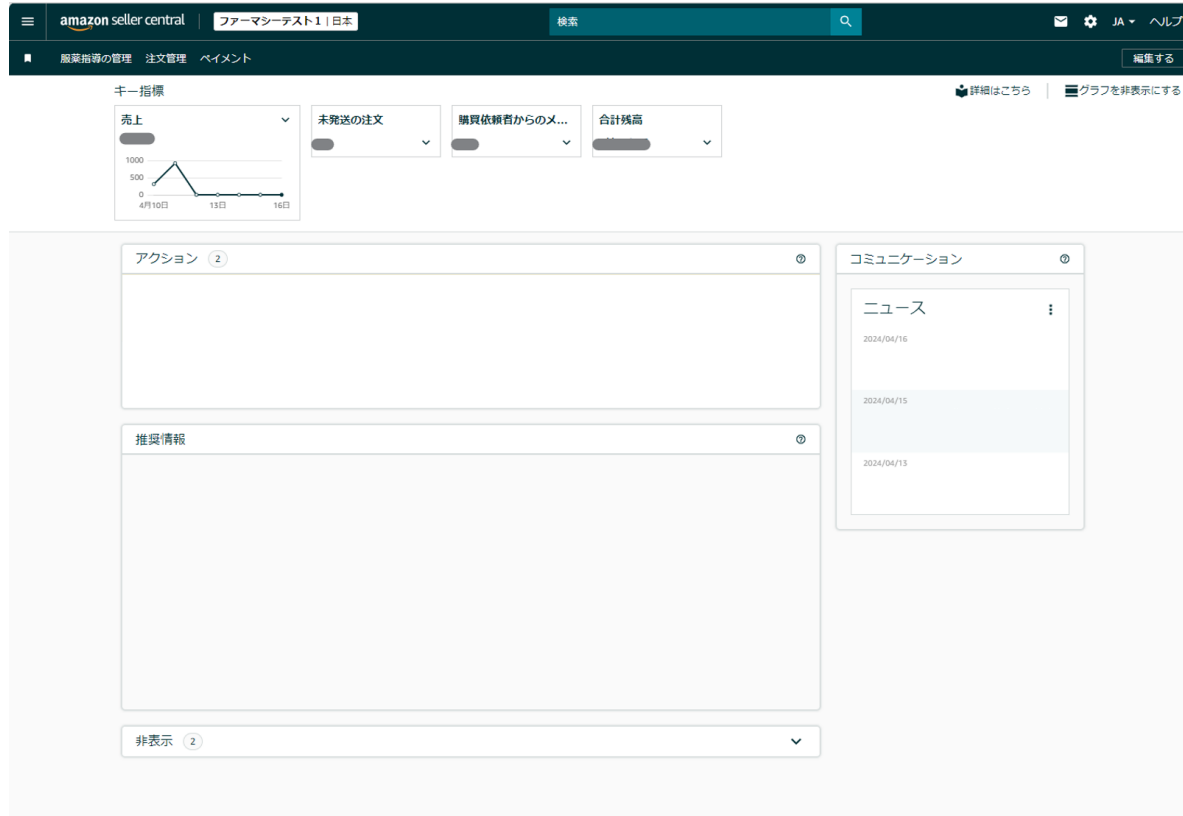 amazon seller central ファーマシーテスト1 | 日本 検索 JA ヘルプ
服薬指導の管理 注文管理 ペイメント 編集する
キー指標 詳細はこちら グラフを非表示にする
売上 未発送の注文 購買依頼者からのメ... 合計残高
1000
500
0
4月10日 13日 16日
アクション 2
コミュニケーション
ニュース
2024/04/16
2024/04/15
2024/04/13
推奨情報
非表示 2